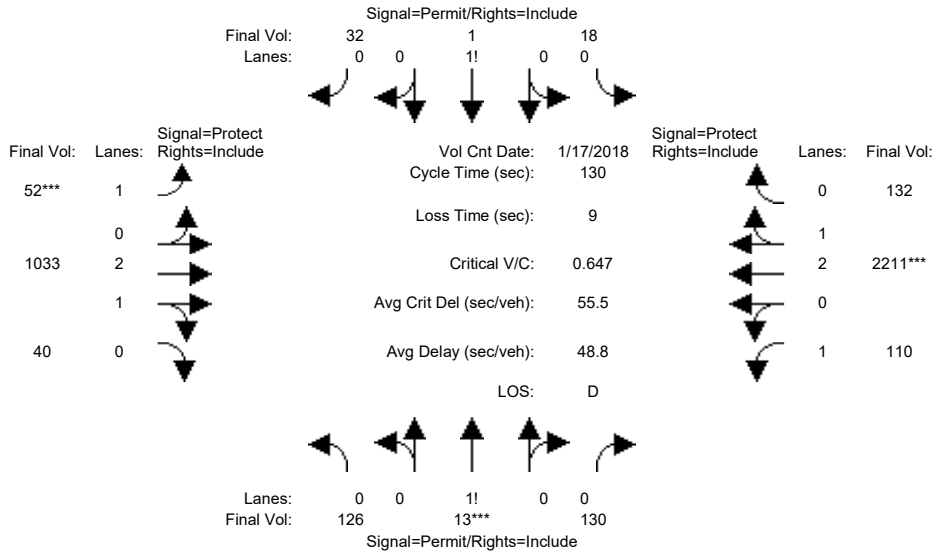 Signal=Permit/Rights=Include
Final Vol: 32 1 18
Lanes: 0 0 1! 0 0
Signal=Protect
Final Vol: Lanes: Rights=Include
Vol Cnt Date: 1/17/2018
Signal=Protect
Rights=Include Lanes: Final Vol:
Cycle Time (sec): 130
52*** 1
0 132
Loss Time (sec): 9
0
1
1033 2
Critical V/C: 0.647
2 2211***
1
Avg Crit Del (sec/veh): 55.5
0
40 0
Avg Delay (sec/veh): 48.8
1 110
LOS: D
Lanes: 0 0 1! 0 0
Final Vol: 126 13*** 130
Signal=Permit/Rights=Include